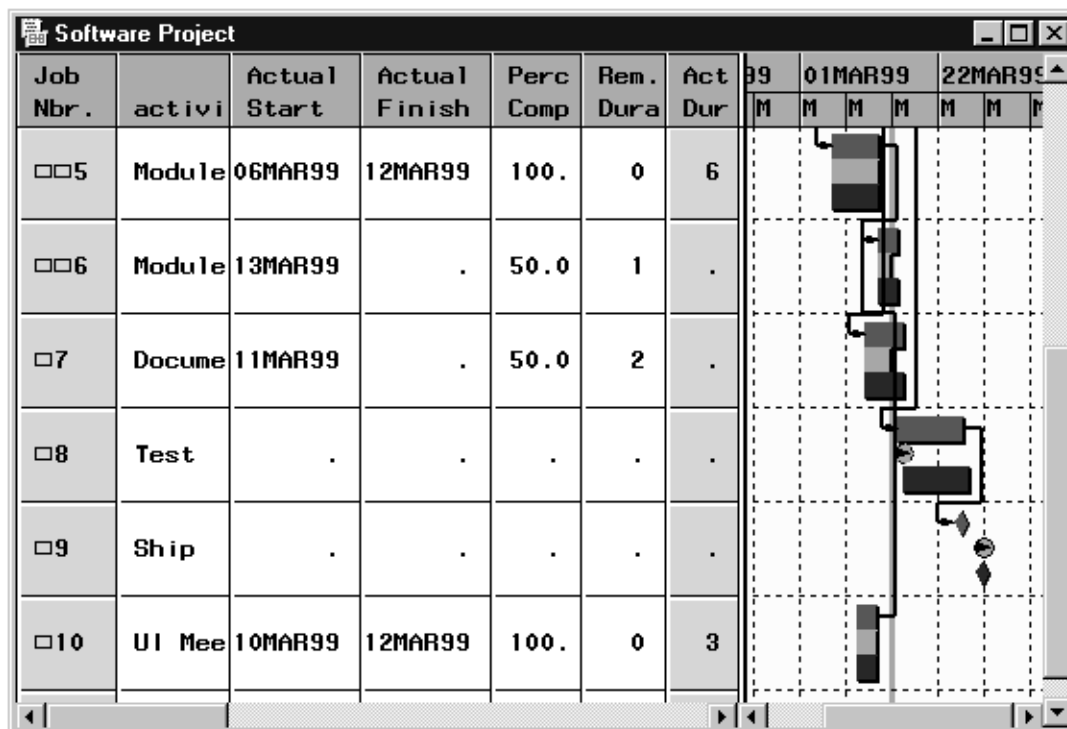 Software Project
Job Nbr. activi Actual Start Actual Finish Perc Comp Rem. Dura Act Dur 99 01MAR99 22MAR99
M M M M M M M
5 Module 06MAR99 12MAR99 100. 0 6
6 Module 13MAR99 . 50.0 1 .
7 Docume 11MAR99 . 50.0 2 .
8 Test . . . . .
9 Ship . . . . .
10 UI Mee 10MAR99 12MAR99 100. 0 3